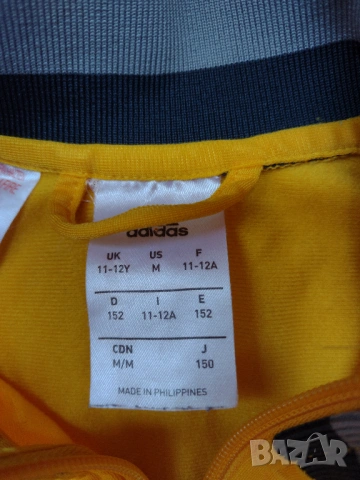 adidas
UK US F
11-12Y M 11-12A
D I E
152 11-12A 152
CDN J
M/M 150
MADE IN PHILIPPINES
BAZAR